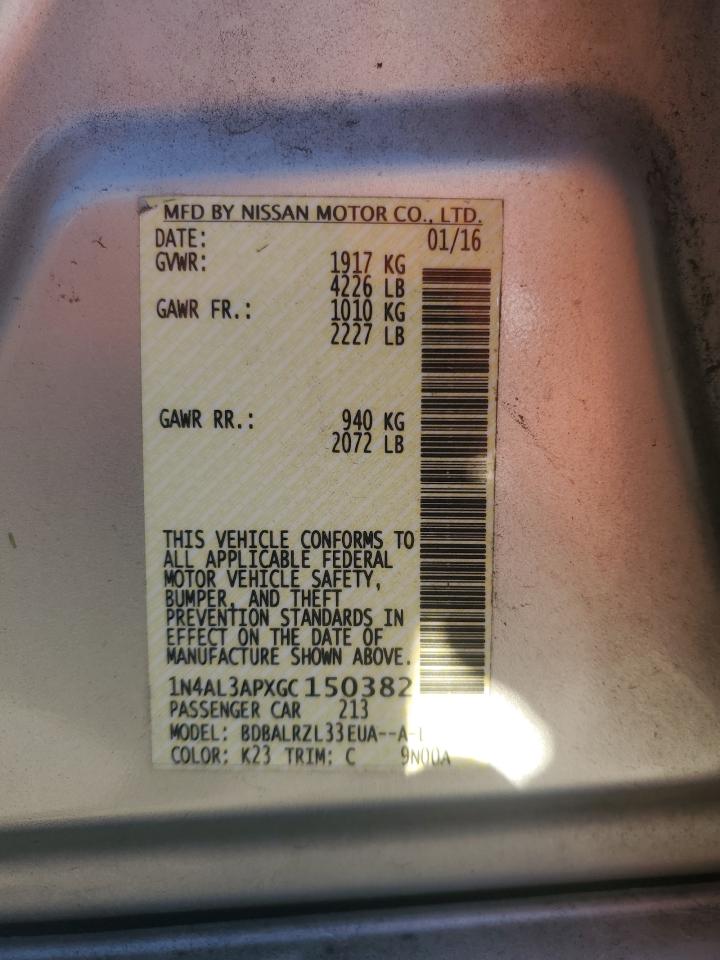 MFD BY NISSAN MOTOR CO., LTD.
DATE: 01/16
GVWR: 1917 KG
4226 LB
GAWR FR.: 1010 KG
2227 LB
GAWR RR.: 940 KG
2072 LB
THIS VEHICLE CONFORMS TO
ALL APPLICABLE FEDERAL
MOTOR VEHICLE SAFETY,
BUMPER, AND THEFT
PREVENTION STANDARDS IN
EFFECT ON THE DATE OF
MANUFACTURE SHOWN ABOVE.
1N4AL3APXGC150382
PASSENGER CAR 213
MODEL: BDBALRZL33EUA--A-
COLOR: K23 TRIM: C 9N00A